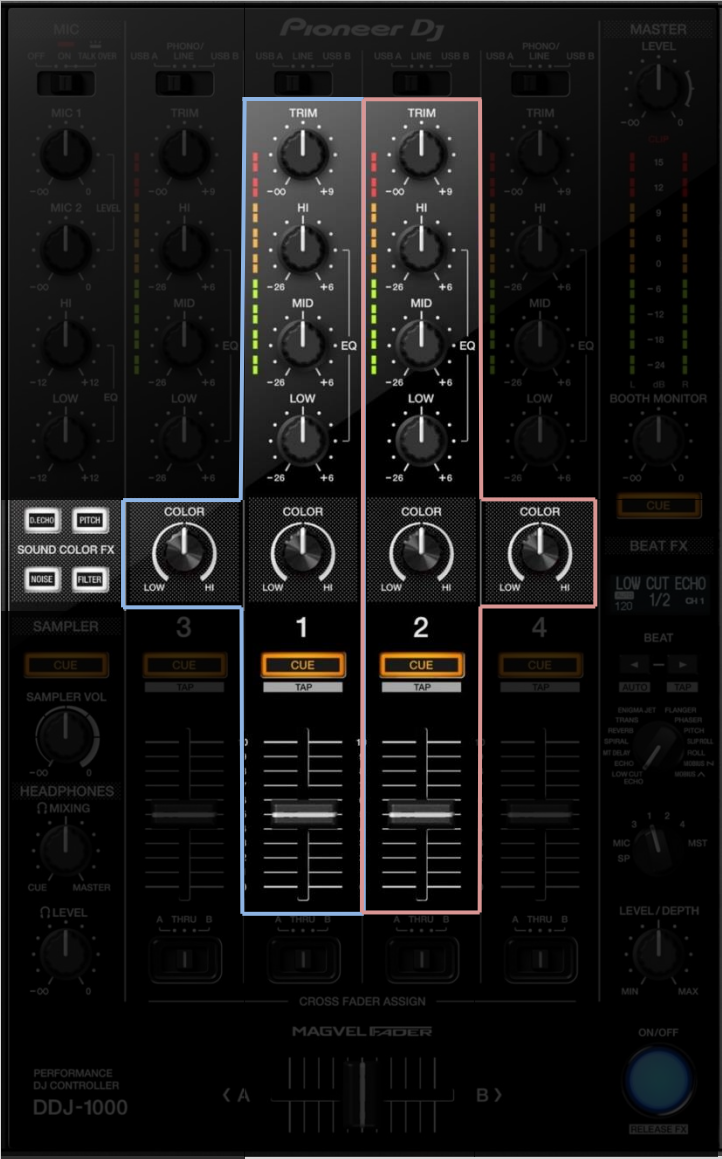 Pioneer Dj
MIC
OFF ON TALK OVER
USB A PHONO/LINE USB B
USB A LINE USB B
USB A LINE USB B
USB A PHONO/LINE USB B
MASTER
LEVEL
-∞ 0
MIC 1
-∞ 0
TRIM
-∞ +9
TRIM
-∞ +9
TRIM
-∞ +9
TRIM
-∞ +9
CLIP
15
12
9
6
0
-6
-12
-18
-24
L dB R
MIC 2 LEVEL
-∞ 0
HI
-26 +6
HI
-26 +6
HI
-26 +6
HI
-26 +6
HI
-12 +12
EQ
MID
-26 +6
EQ
MID
-26 +6
EQ
MID
-26 +6
EQ
MID
-26 +6
EQ
LOW
-12 +12
LOW
-26 +6
LOW
-26 +6
LOW
-26 +6
LOW
-26 +6
BOOTH MONITOR
-∞ 0
CUE
D.ECHO PITCH
SOUND COLOR FX
NOISE FILTER
COLOR
LOW HI
COLOR
LOW HI
COLOR
LOW HI
COLOR
LOW HI
BEAT FX
LOW CUT ECHO
120 1/2 CH 1
SAMPLER
CUE
3
CUE
TAP
1
CUE
TAP
2
CUE
TAP
4
CUE
TAP
BEAT
AUTO TAP
SAMPLER VOL
-∞ 0
ENIGMA JET FLANGER
TRANS PHASER
REVERB PITCH
SPIRAL SLIP ROLL
MT DELAY ROLL
ECHO MOBIUS
LOW CUT ECHO MOBIUS
HEADPHONES
MIXING
CUE MASTER
3 1 2 4
MIC MST
SP
LEVEL
-∞ 0
A THRU B
A THRU B
A THRU B
A THRU B
LEVEL/DEPTH
MIN MAX
CROSS FADER ASSIGN
MAGVEL FADER
A B
PERFORMANCE
DJ CONTROLLER
DDJ-1000
ON/OFF
RELEASE FX